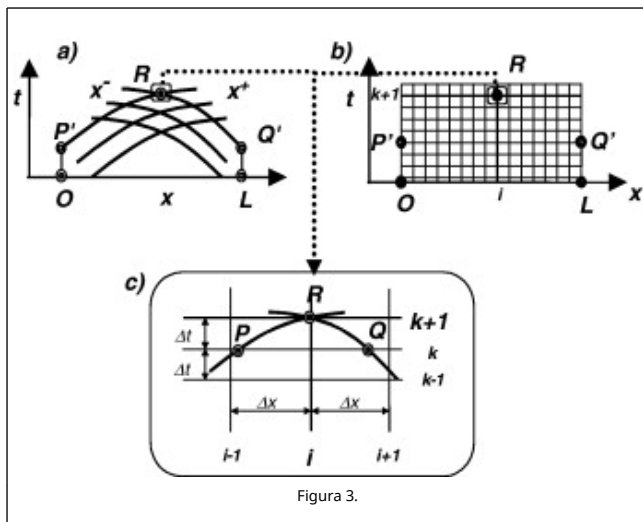 a)
b)
R
R
t
x⁻
x⁺
t
k+1
P'
Q'
P'
Q'
O
x
L
O
i
L
x
c)
R
k+1
Δt
P
Q
k
Δt
k-1
Δx
Δx
i-1
i
i+1
Figura 3.